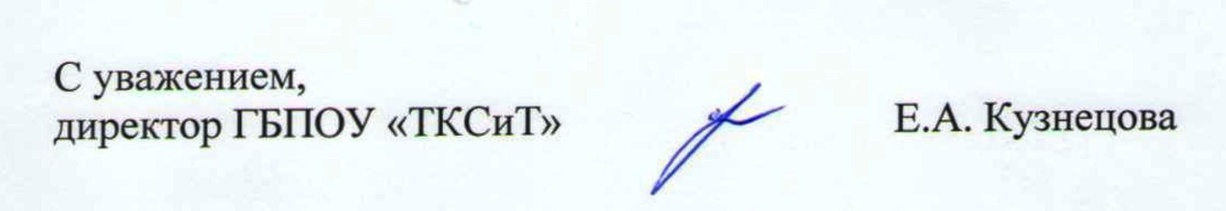 С уважением,
директор ГБПОУ «ТКСиТ» Е.А. Кузнецова